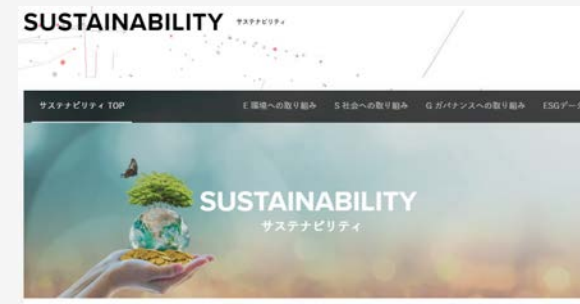 SUSTAINABILITY サステナビリティ
サステナビリティ TOP E 環境への取り組み S 社会への取り組み G ガバナンスへの取り組み ESGデータ
SUSTAINABILITY
サステナビリティ